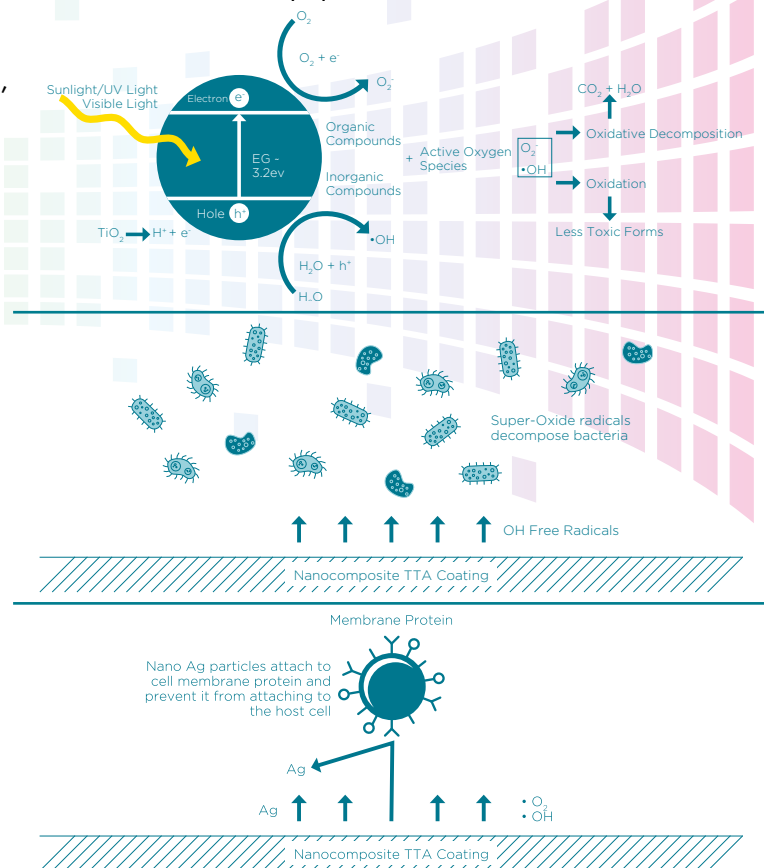 O₂
O₂ + e⁻
O₂⁻
Sunlight/UV Light
Visible Light
Electron e⁻
EG -
3.2ev
Hole h⁺
TiO₂ H⁺ + e⁻
Organic
Compounds
Inorganic
Compounds
+ Active Oxygen
Species
O₂⁻
•OH
CO₂ + H₂O
Oxidative Decomposition
Oxidation
Less Toxic Forms
•OH
H₂O + h⁺
H₂O
Super-Oxide radicals
decompose bacteria
OH Free Radicals
Nanocomposite TTA Coating
Membrane Protein
Nano Ag particles attach to
cell membrane protein and
prevent it from attaching to
the host cell
Ag
Ag
• O₂
• OH
Nanocomposite TTA Coating